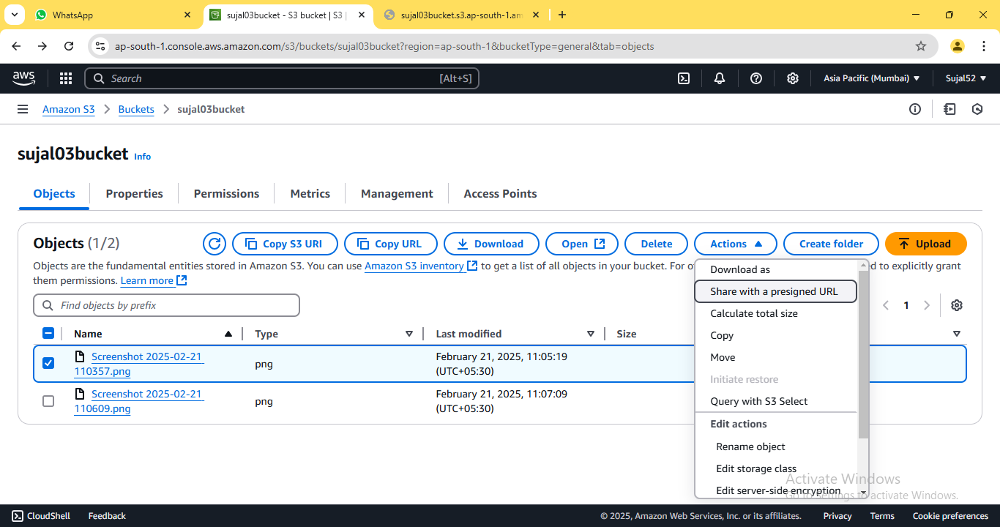 WhatsApp
sujal03bucket - S3 bucket | S3 |
sujal03bucket.s3.ap-south-1.am
ap-south-1.console.aws.amazon.com/s3/buckets/sujal03bucket?region=ap-south-1&bucketType=general&tab=objects
aws
Search
[Alt+S]
Asia Pacific (Mumbai)
Sujal52
Amazon S3
Buckets
sujal03bucket
sujal03bucket Info
Objects
Properties
Permissions
Metrics
Management
Access Points
Objects (1/2)
Copy S3 URI
Copy URL
Download
Open
Delete
Actions
Create folder
Upload
Objects are the fundamental entities stored in Amazon S3. You can use Amazon S3 inventory to get a list of all objects in your bucket. For o
d to explicitly grant
them permissions. Learn more
Find objects by prefix
1
Name
Type
Last modified
Size
Screenshot 2025-02-21
110357.png
png
February 21, 2025, 11:05:19
(UTC+05:30)
Screenshot 2025-02-21
110609.png
png
February 21, 2025, 11:07:09
(UTC+05:30)
Download as
Share with a presigned URL
Calculate total size
Copy
Move
Initiate restore
Query with S3 Select
Edit actions
Rename object
Edit storage class
Edit server-side encryption
Activate Windows
Go to Settings to activate Windows.
CloudShell
Feedback
© 2025, Amazon Web Services, Inc. or its affiliates.
Privacy
Terms
Cookie preferences